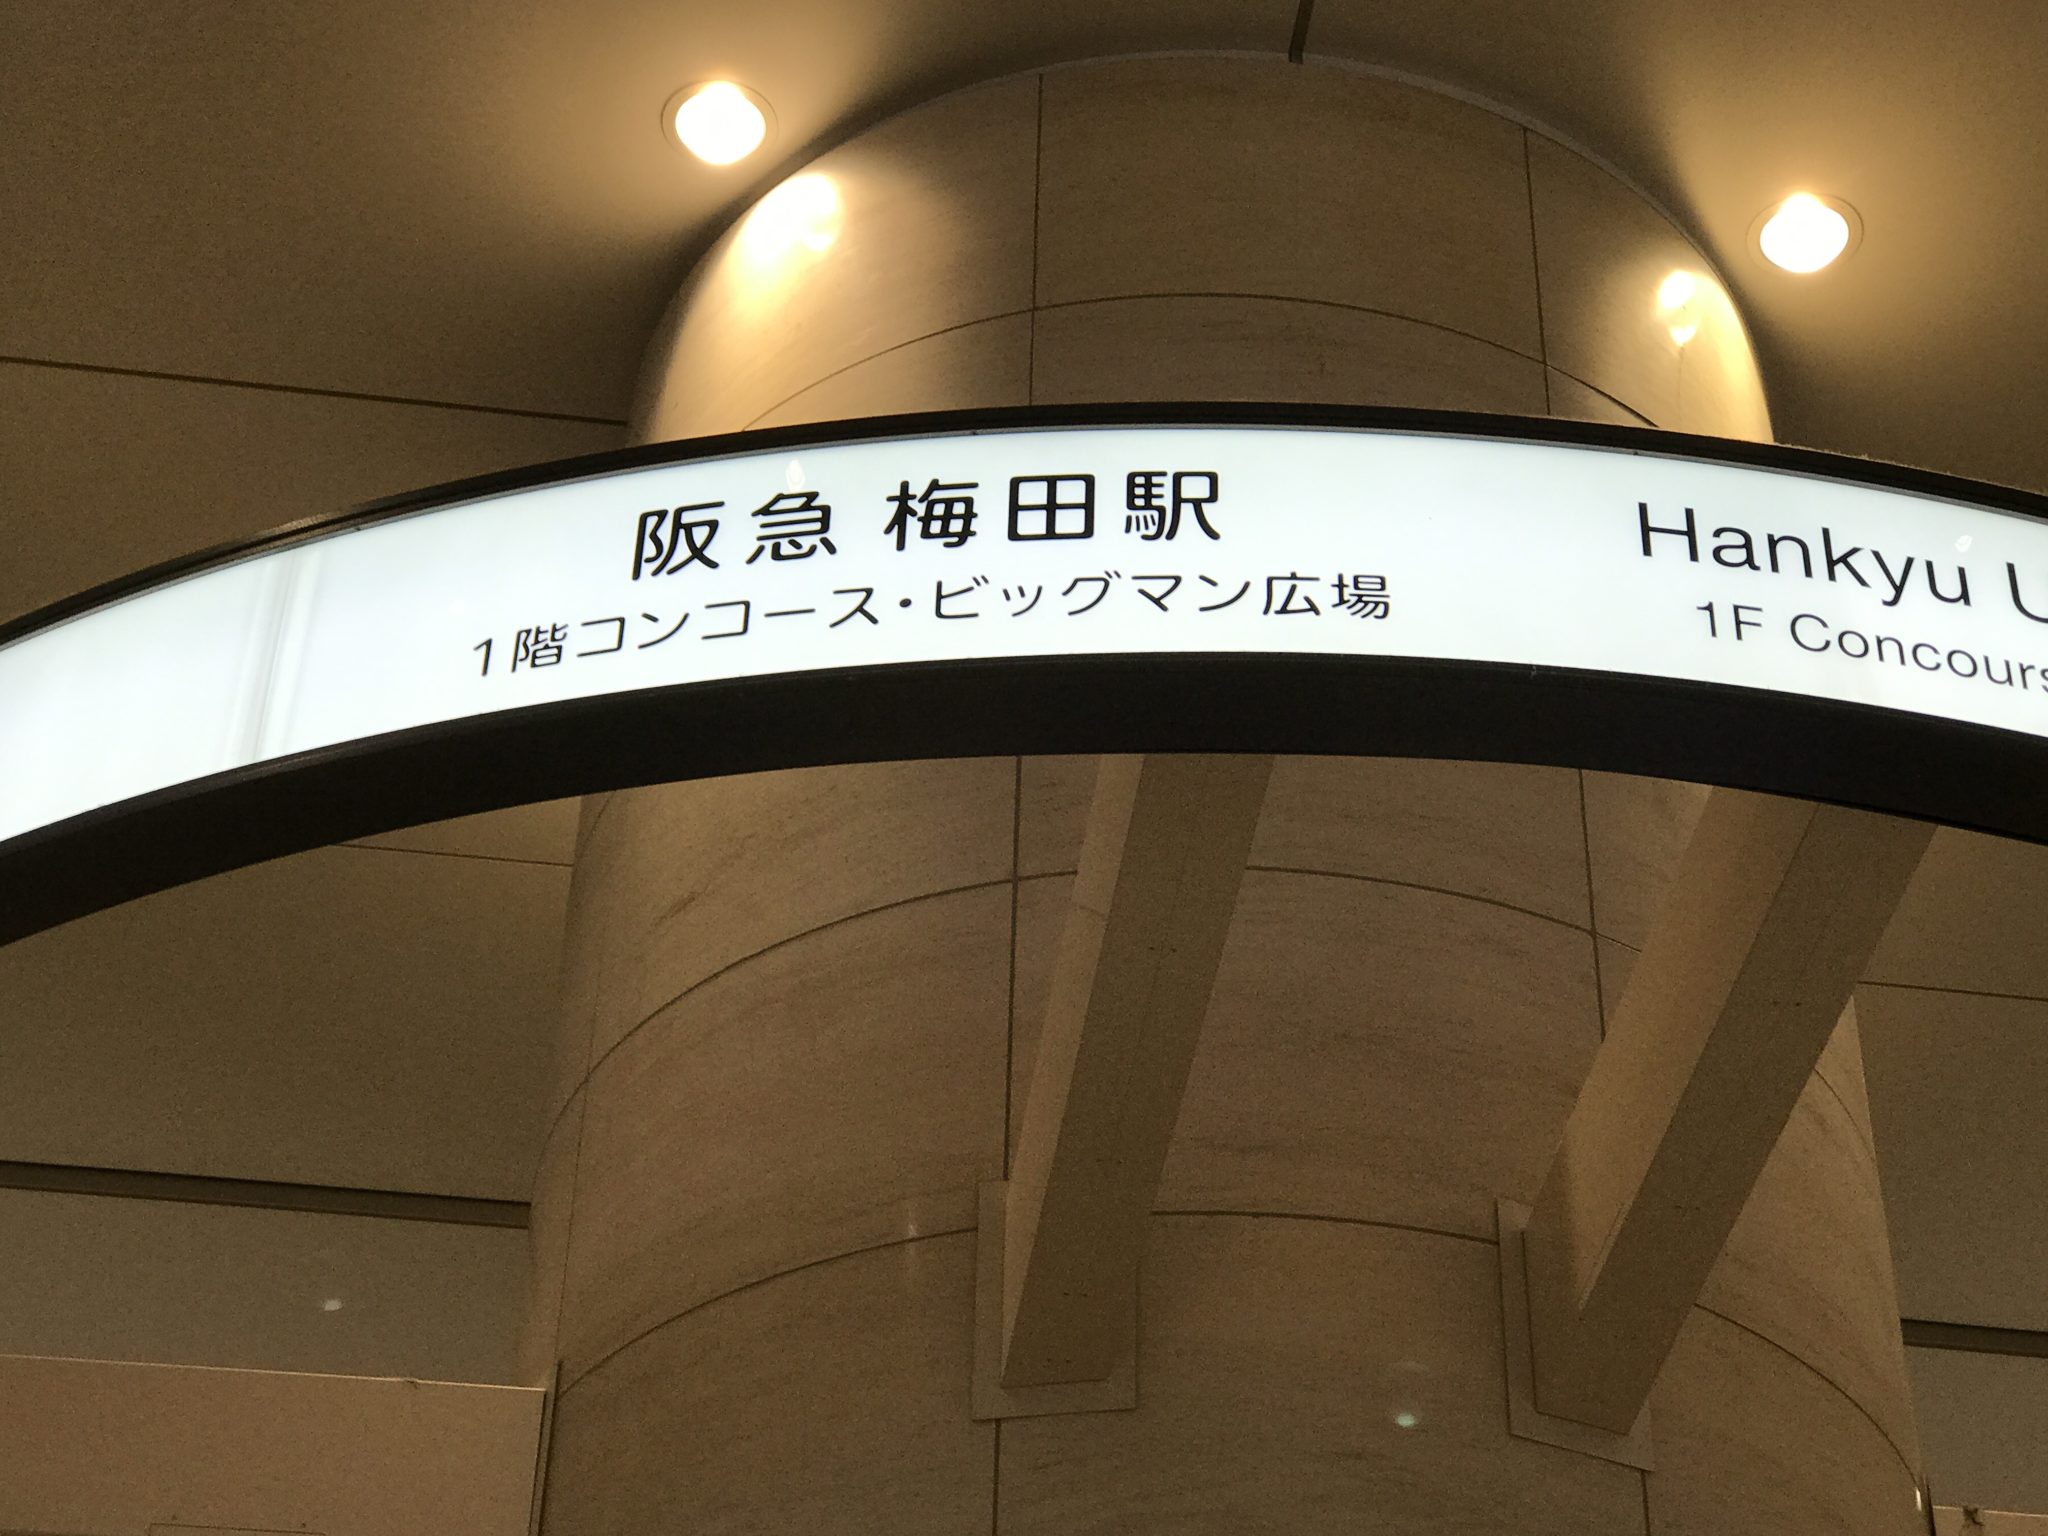 阪急 梅田駅
1階コンコース・ビッグマン広場
Hankyu
1F